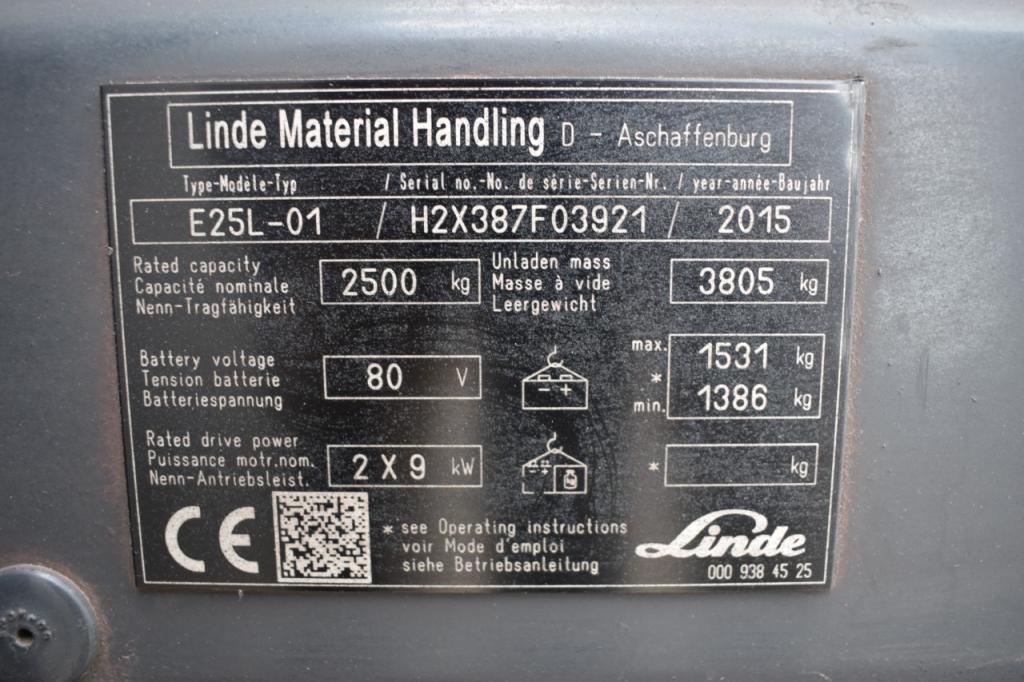 Linde Material Handling D - Aschaffenburg
Type-Modèle-Typ / Serial no.-No. de série-Serien-Nr. / year-année-Baujahr
E25L-01 / H2X387F03921 / 2015
Rated capacity
Capacité nominale
Nenn-Tragfähigkeit
2500 kg
Unladen mass
Masse à vide
Leergewicht
3805 kg
Battery voltage
Tension batterie
Batteriespannung
80 V
- +
max. 1531 kg
*
min. 1386 kg
Rated drive power
Puissance motr.nom.
Nenn-Antriebsleist.
2 X 9 kW
* kg
CE
* see Operating instructions
voir Mode d'emploi
siehe Betriebsanleitung
Linde
000 938 45 25